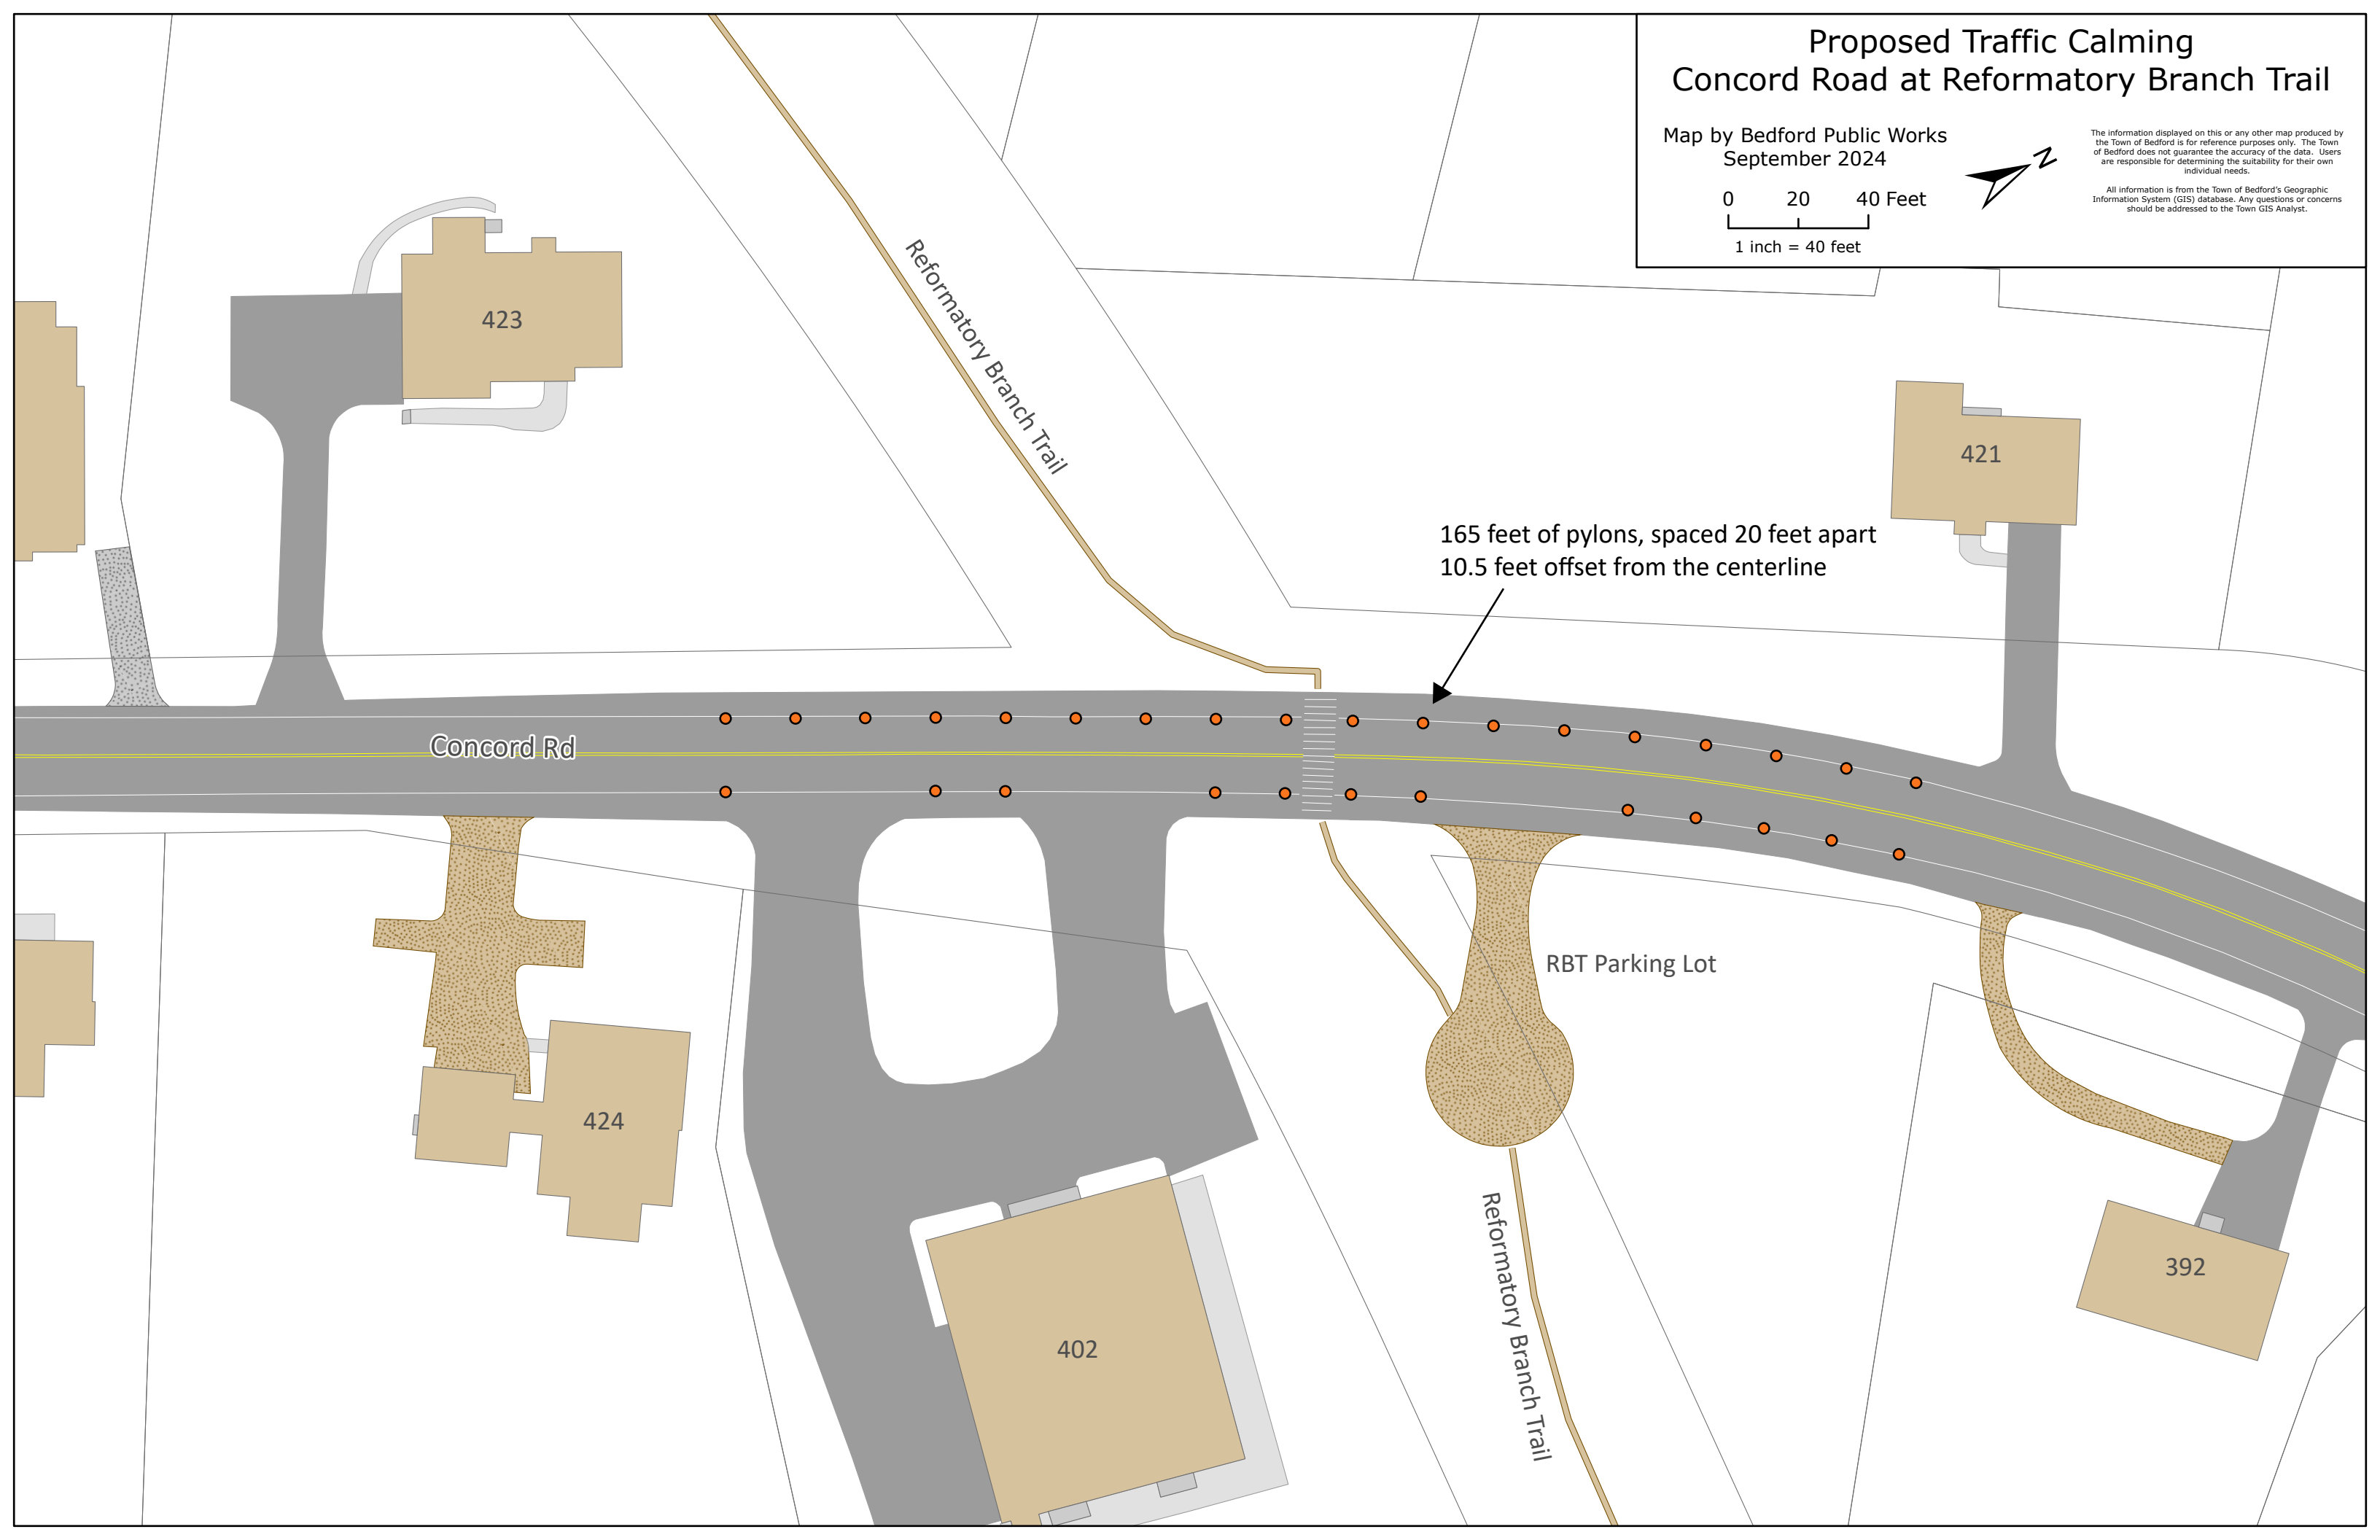 Proposed Traffic Calming
Concord Road at Reformatory Branch Trail
Map by Bedford Public Works
September 2024
0 20 40 Feet
1 inch = 40 feet
N
The information displayed on this or any other map produced by
the Town of Bedford is for reference purposes only. The Town
of Bedford does not guarantee the accuracy of the data. Users
are responsible for determining the suitability for their own
individual needs.
All information is from the Town of Bedford's Geographic
Information System (GIS) database. Any questions or concerns
should be addressed to the Town GIS Analyst.
423
Reformatory Branch Trail
421
165 feet of pylons, spaced 20 feet apart
10.5 feet offset from the centerline
Concord Rd
RBT Parking Lot
424
402
Reformatory Branch Trail
392